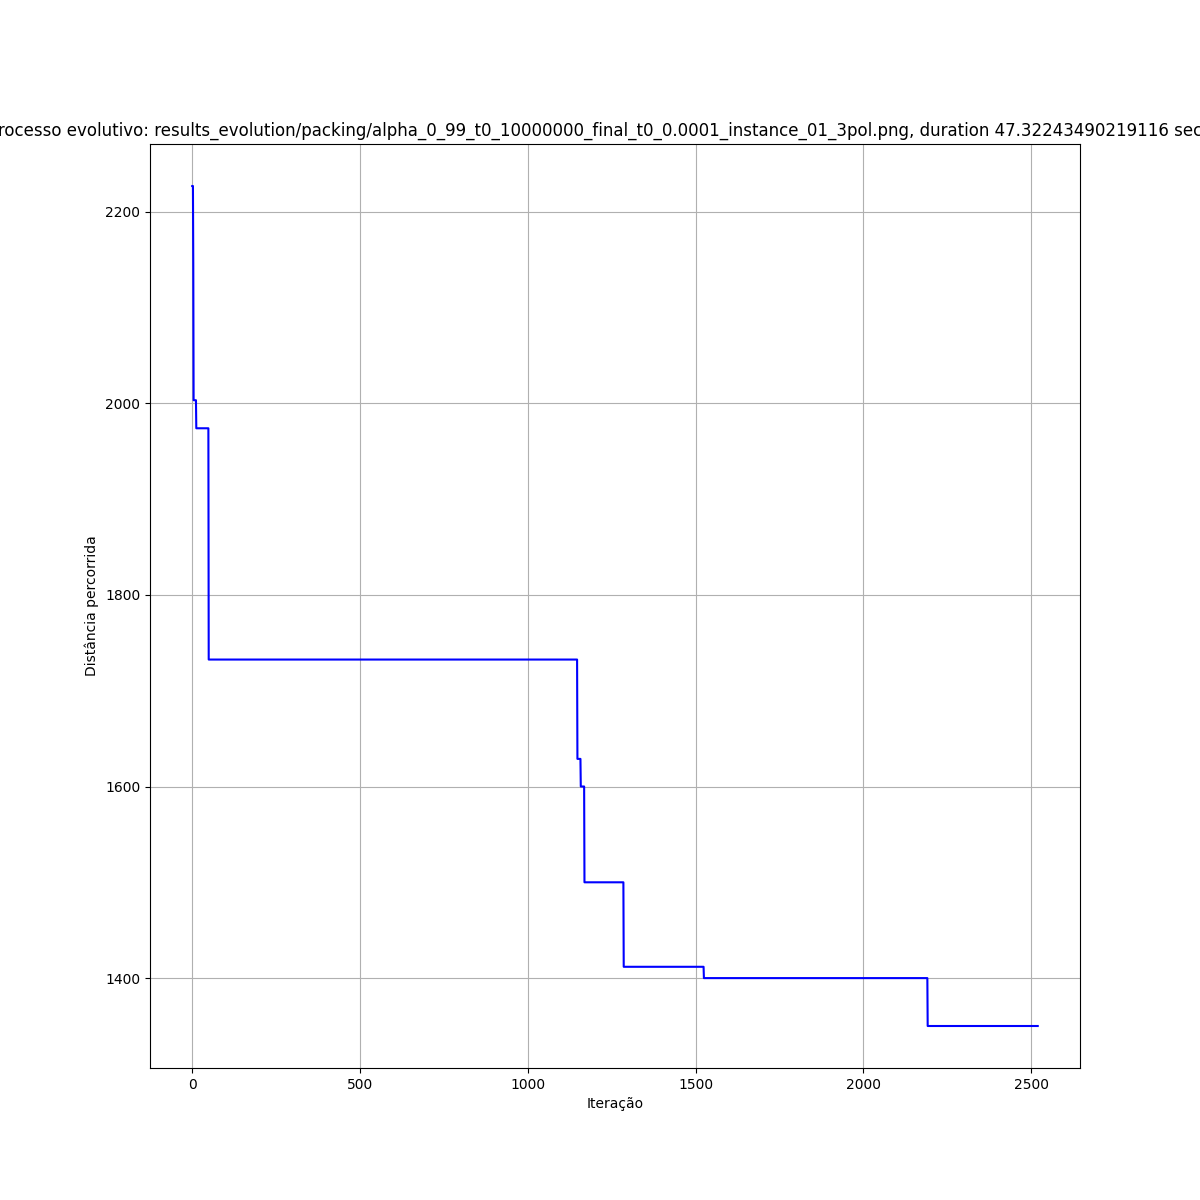 rocesso evolutivo: results_evolution/packing/alpha_0_99_t0_10000000_final_t0_0.0001_instance_01_3pol.png, duration 47.32243490219116 sec
2200
2000
1800
1600
1400
Distância percorrida
0 500 1000 1500 2000 2500
Iteração